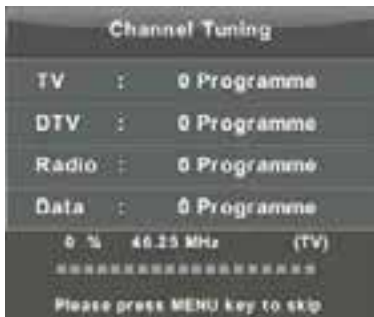 Channel Tuning
TV : 0 Programme
DTV : 0 Programme
Radio : 0 Programme
Data : 0 Programme
0 % 46.25 MHz (TV)
Please press MENU key to skip